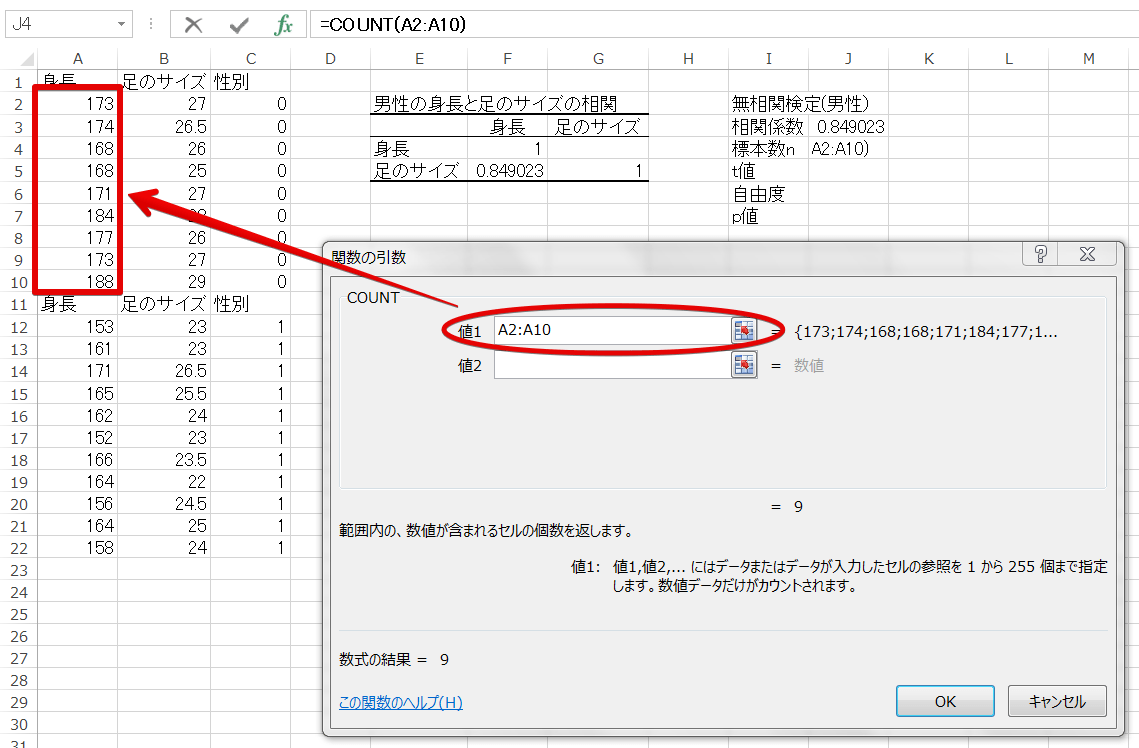 J4 fx =COUNT(A2:A10)
A B C D E F G H I J K L M
1 身長 足のサイズ 性別
2 173 27 0 男性の身長と足のサイズの相関 無相関検定(男性)
3 174 26.5 0 身長 足のサイズ 相関係数 0.849023
4 168 26 0 身長 1 標本数n A2:A10)
5 168 25 0 足のサイズ 0.849023 1 t値
6 171 27 0 自由度
7 184 28 0 p値
8 177 26 0
9 173 27 0
10 188 29 0
11 身長 足のサイズ 性別
12 153 23 1
13 161 23 1
14 171 26.5 1
15 165 25.5 1
16 162 24 1
17 152 23 1
18 166 23.5 1
19 164 22 1
20 156 24.5 1
21 164 25 1
22 158 24 1
23
24
25
26
27
28
29
30
31
関数の引数
COUNT
値1 A2:A10 = {173;174;168;168;171;184;177;1...
値2 = 数値
= 9
範囲内の、数値が含まれるセルの個数を返します。
値1: 値1,値2,... にはデータまたはデータが入力したセルの参照を 1 から 255 個まで指定
します。数値データだけがカウントされます。
数式の結果 = 9
この関数のヘルプ(H) OK キャンセル